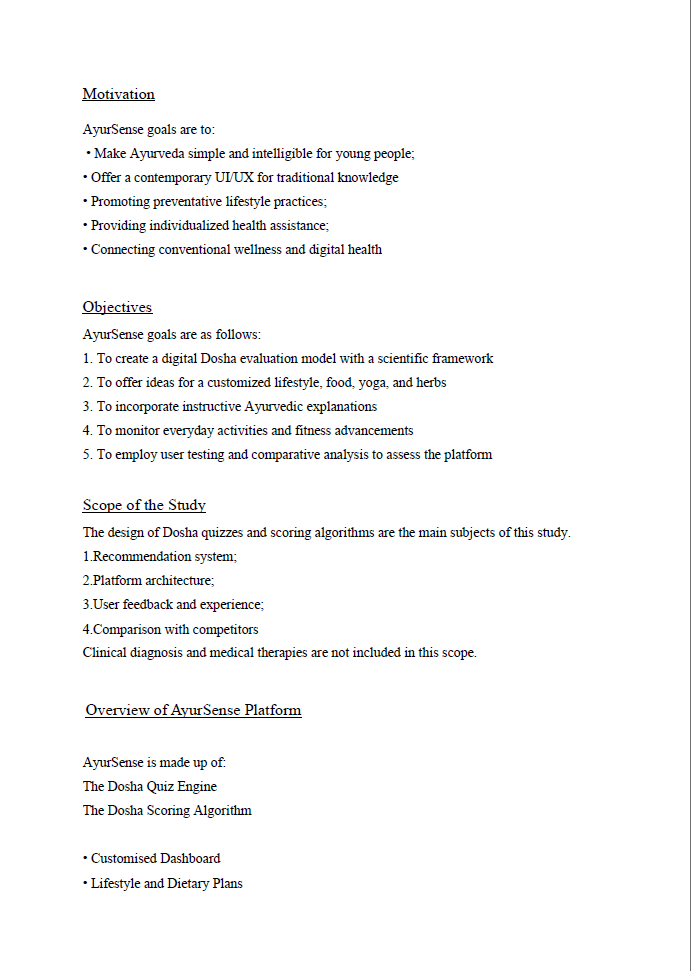 Motivation
AyurSense goals are to:
• Make Ayurveda simple and intelligible for young people;
• Offer a contemporary UI/UX for traditional knowledge
• Promoting preventative lifestyle practices;
• Providing individualized health assistance;
• Connecting conventional wellness and digital health
Objectives
AyurSense goals are as follows:
1. To create a digital Dosha evaluation model with a scientific framework
2. To offer ideas for a customized lifestyle, food, yoga, and herbs
3. To incorporate instructive Ayurvedic explanations
4. To monitor everyday activities and fitness advancements
5. To employ user testing and comparative analysis to assess the platform
Scope of the Study
The design of Dosha quizzes and scoring algorithms are the main subjects of this study.
1.Recommendation system;
2.Platform architecture;
3.User feedback and experience;
4.Comparison with competitors
Clinical diagnosis and medical therapies are not included in this scope.
Overview of AyurSense Platform
AyurSense is made up of:
The Dosha Quiz Engine
The Dosha Scoring Algorithm
• Customised Dashboard
• Lifestyle and Dietary Plans